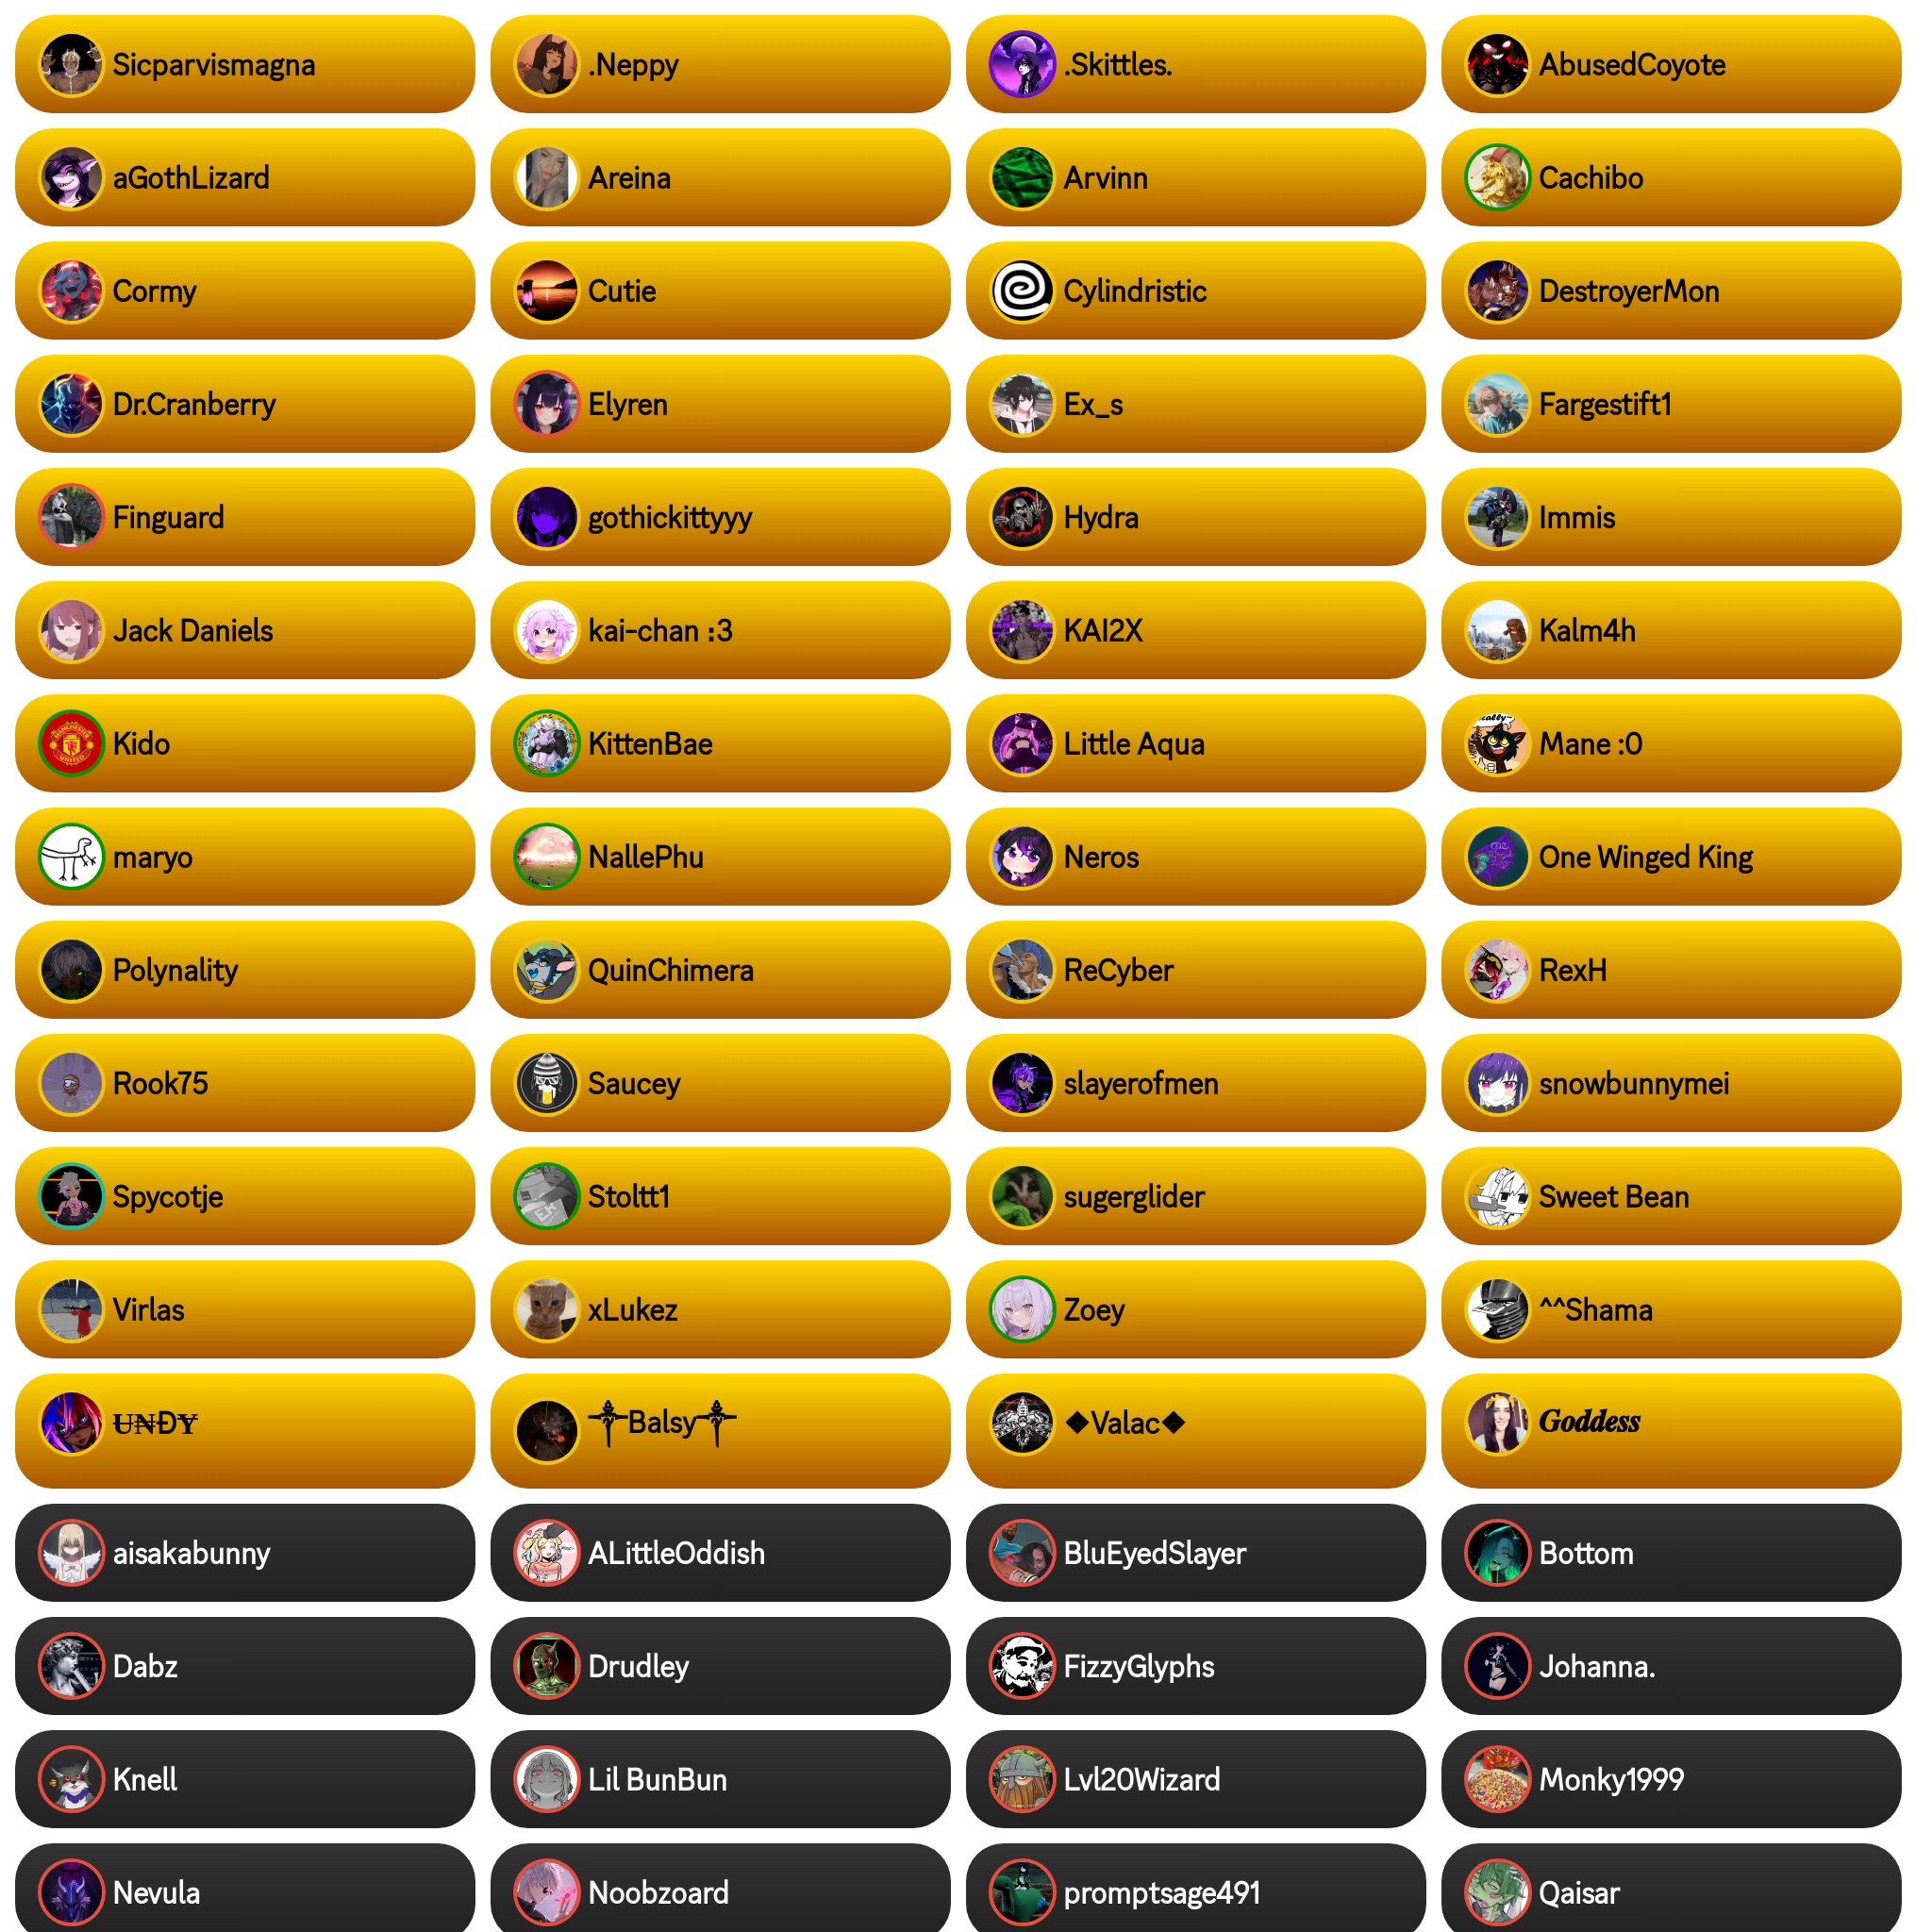 Sicparvismagna
.Neppy
.Skittles.
AbusedCoyote
aGothLizard
Areina
Arvinn
Cachibo
Cormy
Cutie
Cylindristic
DestroyerMon
Dr.Cranberry
Elyren
Ex_s
Fargestift1
Finguard
gothickittyyy
Hydra
Immis
Jack Daniels
kai-chan :3
KAI2X
Kalm4h
Kido
MANCHESTER
UNITED
KittenBae
Little Aqua
Mane :0
maryo
NallePhu
Neros
One Winged King
Polynality
QuinChimera
ReCyber
RexH
Rook75
Saucey
slayerofmen
snowbunnymei
Spycotje
Stoltt1
sugerglider
Sweet Bean
Virlas
xLukez
Zoey
^^Shama
U̶N̶ĐY̶
༒Balsy༒
◆Valac◆
𝑮𝒐𝒅𝒅𝒆𝒔𝒔
aisakabunny
ALittleOddish
BluEyedSlayer
Bottom
Dabz
Drudley
FizzyGlyphs
Johanna.
Knell
Lil BunBun
Lvl20Wizard
Monky1999
Nevula
Noobzoard
promptsage491
Qaisar